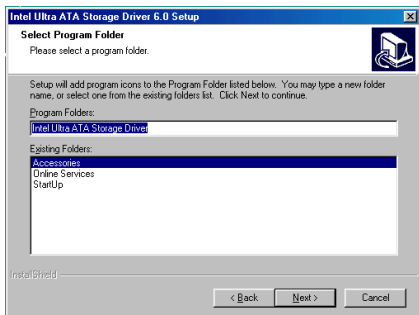 Intel Ultra ATA Storage Driver 6.0 Setup
Select Program Folder
Please select a program folder.
Setup will add program icons to the Program Folder listed below. You may type a new folder
name, or select one from the existing folders list. Click Next to continue.
Program Folders:
Intel Ultra ATA Storage Driver
Existing Folders:
Accessories
Online Services
StartUp
InstallShield
< Back
Next >
Cancel